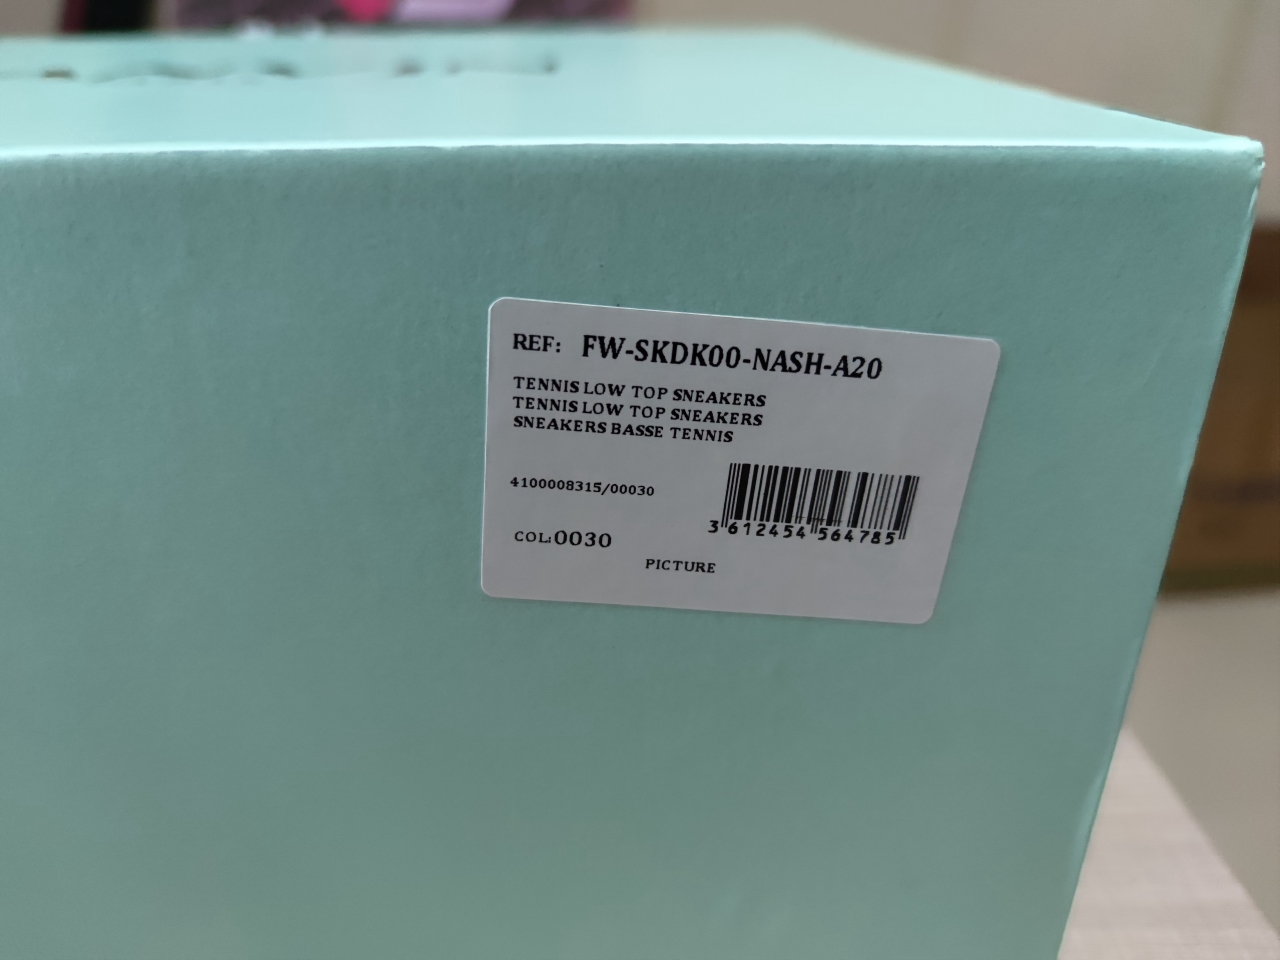 REF: FW-SKDK00-NASH-A20
TENNIS LOW TOP SNEAKERS
TENNIS LOW TOP SNEAKERS
SNEAKERS BASSE TENNIS
4100008315/00030
3 612454 564785
COL:0030
PICTURE